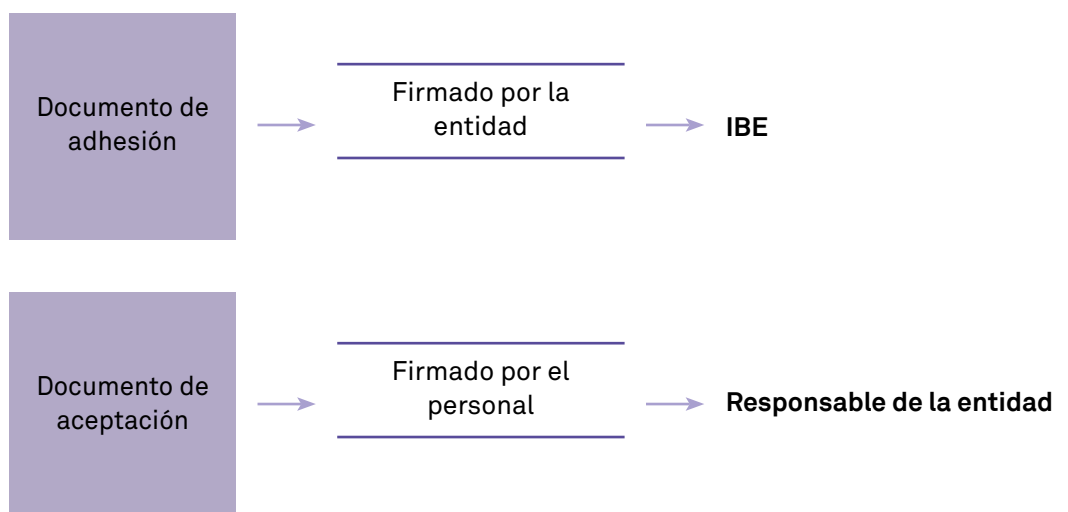 Documento de
adhesión
Firmado por la
entidad
IBE
Documento de
aceptación
Firmado por el
personal
Responsable de la entidad